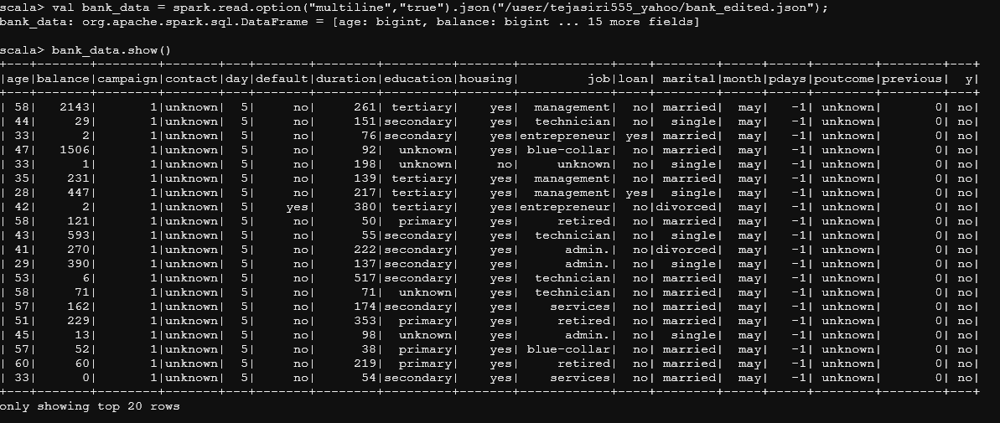 scala> val bank_data = spark.read.option("multiline","true").json("/user/tejasiri555_yahoo/bank_edited.json");
bank_data: org.apache.spark.sql.DataFrame = [age: bigint, balance: bigint ... 15 more fields]
scala> bank_data.show()
+---+-------+--------+-------+---+-------+--------+---------+-------+------------+----+--------+-----+-----+--------+--------+---+
|age|balance|campaign|contact|day|default|duration|education|housing|         job|loan| marital|month|pdays|poutcome|previous|  y|
+---+-------+--------+-------+---+-------+--------+---------+-------+------------+----+--------+-----+-----+--------+--------+---+
| 58|   2143|       1|unknown|  5|     no|     261| tertiary|    yes|  management|  no| married|  may|   -1| unknown|       0| no|
| 44|     29|       1|unknown|  5|     no|     151|secondary|    yes|  technician|  no|  single|  may|   -1| unknown|       0| no|
| 33|      2|       1|unknown|  5|     no|      76|secondary|    yes|entrepreneur| yes| married|  may|   -1| unknown|       0| no|
| 47|   1506|       1|unknown|  5|     no|      92|  unknown|    yes| blue-collar|  no| married|  may|   -1| unknown|       0| no|
| 33|      1|       1|unknown|  5|     no|     198|  unknown|     no|     unknown|  no|  single|  may|   -1| unknown|       0| no|
| 35|    231|       1|unknown|  5|     no|     139| tertiary|    yes|  management|  no| married|  may|   -1| unknown|       0| no|
| 28|    447|       1|unknown|  5|     no|     217| tertiary|    yes|  management| yes|  single|  may|   -1| unknown|       0| no|
| 42|      2|       1|unknown|  5|    yes|     380| tertiary|    yes|entrepreneur|  no|divorced|  may|   -1| unknown|       0| no|
| 58|    121|       1|unknown|  5|     no|      50|  primary|    yes|     retired|  no| married|  may|   -1| unknown|       0| no|
| 43|    593|       1|unknown|  5|     no|      55|secondary|    yes|  technician|  no|  single|  may|   -1| unknown|       0| no|
| 41|    270|       1|unknown|  5|     no|     222|secondary|    yes|      admin.|  no|divorced|  may|   -1| unknown|       0| no|
| 29|    390|       1|unknown|  5|     no|     137|secondary|    yes|      admin.|  no|  single|  may|   -1| unknown|       0| no|
| 53|      6|       1|unknown|  5|     no|     517|secondary|    yes|  technician|  no| married|  may|   -1| unknown|       0| no|
| 58|     71|       1|unknown|  5|     no|      71|  unknown|    yes|  technician|  no| married|  may|   -1| unknown|       0| no|
| 57|    162|       1|unknown|  5|     no|     174|secondary|    yes|    services|  no| married|  may|   -1| unknown|       0| no|
| 51|    229|       1|unknown|  5|     no|     353|  primary|    yes|     retired|  no| married|  may|   -1| unknown|       0| no|
| 45|     13|       1|unknown|  5|     no|      98|  unknown|    yes|      admin.|  no|  single|  may|   -1| unknown|       0| no|
| 57|     52|       1|unknown|  5|     no|      38|  primary|    yes| blue-collar|  no| married|  may|   -1| unknown|       0| no|
| 60|     60|       1|unknown|  5|     no|     219|  primary|    yes|     retired|  no| married|  may|   -1| unknown|       0| no|
| 33|      0|       1|unknown|  5|     no|      54|secondary|    yes|    services|  no| married|  may|   -1| unknown|       0| no|
+---+-------+--------+-------+---+-------+--------+---------+-------+------------+----+--------+-----+-----+--------+--------+---+
only showing top 20 rows